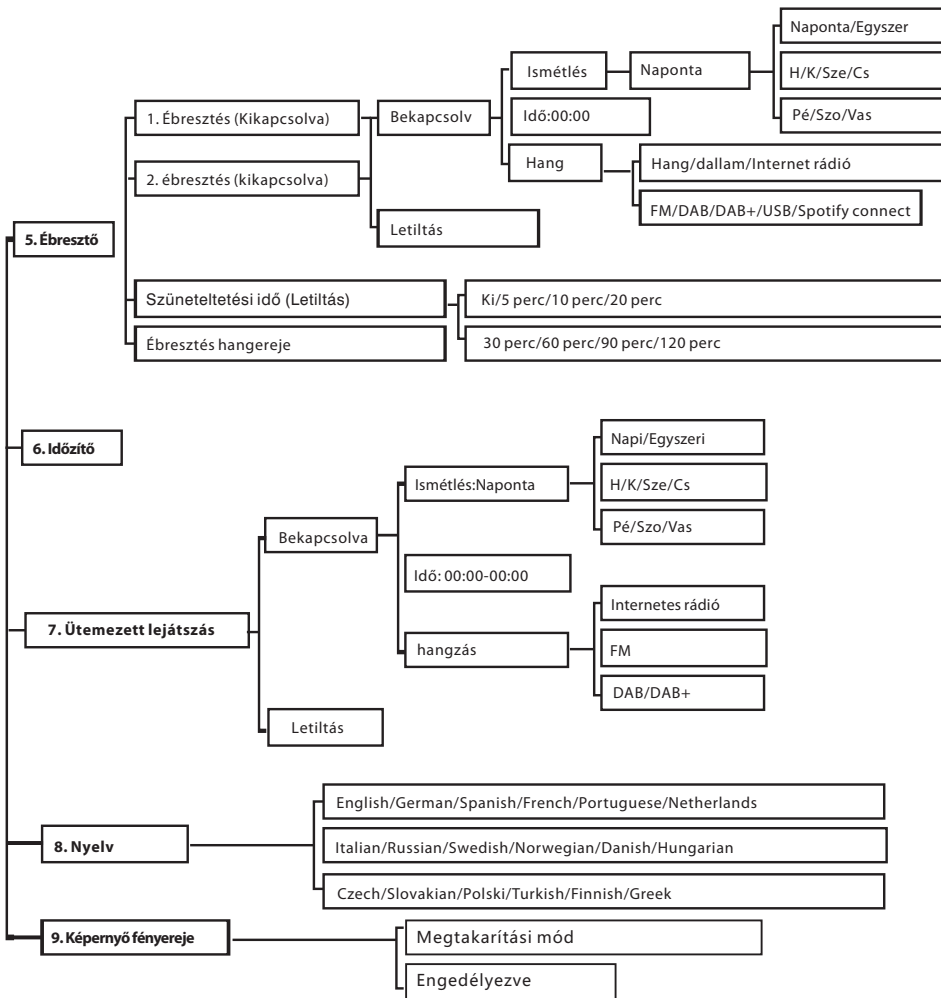 Naponta/Egyszer
Ismétlés
Naponta
H/K/Sze/Cs
1. Ébresztés (Kikapcsolva)
Bekapcsolv
Idő:00:00
Pé/Szo/Vas
Hang
Hang/dallam/Internet rádió
2. ébresztés (kikapcsolva)
FM/DAB/DAB+/USB/Spotify connect
Letiltás
5. Ébresztő
Szüneteltetési idő (Letiltás)
Ki/5 perc/10 perc/20 perc
Ébresztés hangereje
30 perc/60 perc/90 perc/120 perc
6. Időzítő
Napi/Egyszeri
Ismétlés:Naponta
H/K/Sze/Cs
Pé/Szo/Vas
Bekapcsolva
Idő: 00:00-00:00
Internetes rádió
7. Ütemezett lejátszás
hangzás
FM
DAB/DAB+
Letiltás
English/German/Spanish/French/Portuguese/Netherlands
8. Nyelv
Italian/Russian/Swedish/Norwegian/Danish/Hungarian
Czech/Slovakian/Polski/Turkish/Finnish/Greek
9. Képernyő fényereje
Megtakarítási mód
Engedélyezve